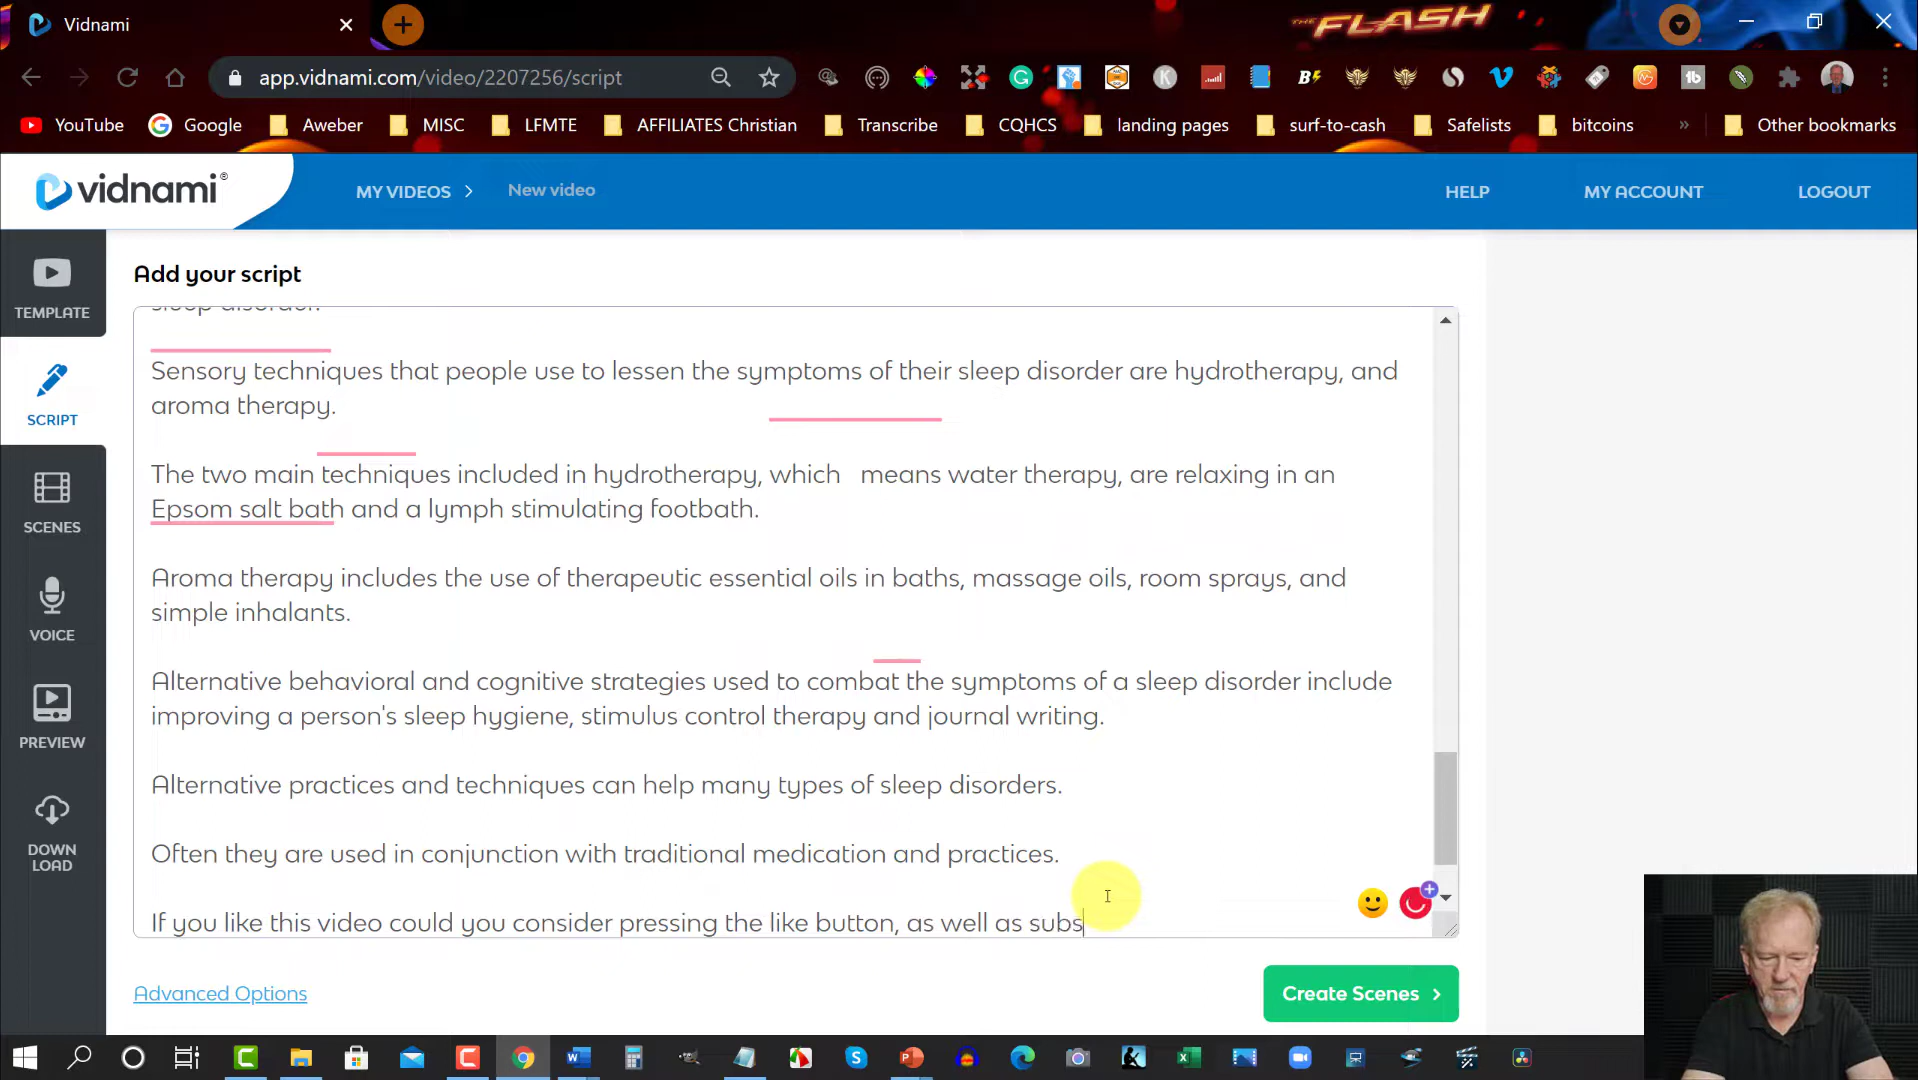 Vidnami
THE FLASH
app.vidnami.com/video/2207256/script
YouTube
Google
Aweber
MISC
LFMTE
AFFILIATES Christian
Transcribe
CQHCS
landing pages
surf-to-cash
Safelists
bitcoins
»
Other bookmarks
vidnami®
MY VIDEOS >
New video
HELP
MY ACCOUNT
LOGOUT
TEMPLATE
SCRIPT
SCENES
VOICE
PREVIEW
DOWN
LOAD
Add your script
sleep disorder.
Sensory techniques that people use to lessen the symptoms of their sleep disorder are hydrotherapy, and
aroma therapy.
The two main techniques included in hydrotherapy, which   means water therapy, are relaxing in an
Epsom salt bath and a lymph stimulating footbath.
Aroma therapy includes the use of therapeutic essential oils in baths, massage oils, room sprays, and
simple inhalants.
Alternative behavioral and cognitive strategies used to combat the symptoms of a sleep disorder include
improving a person's sleep hygiene, stimulus control therapy and journal writing.
Alternative practices and techniques can help many types of sleep disorders.
Often they are used in conjunction with traditional medication and practices.
If you like this video could you consider pressing the like button, as well as subs
Advanced Options
Create Scenes >